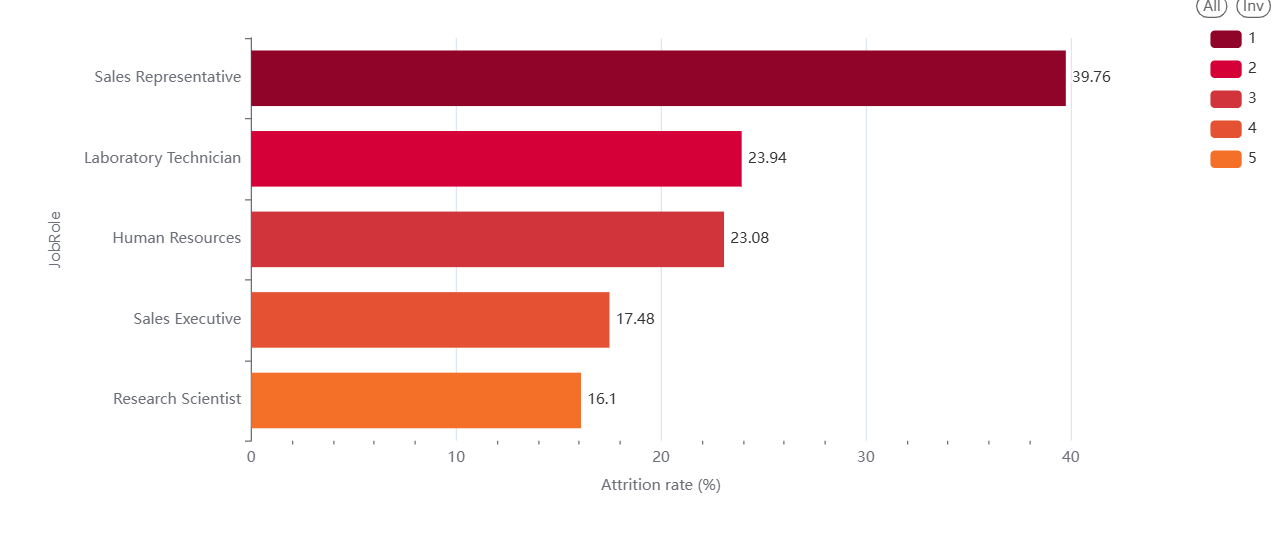 All Inv
1
2
3
4
5
JobRole
Sales Representative 39.76
Laboratory Technician 23.94
Human Resources 23.08
Sales Executive 17.48
Research Scientist 16.1
0 10 20 30 40
Attrition rate (%)